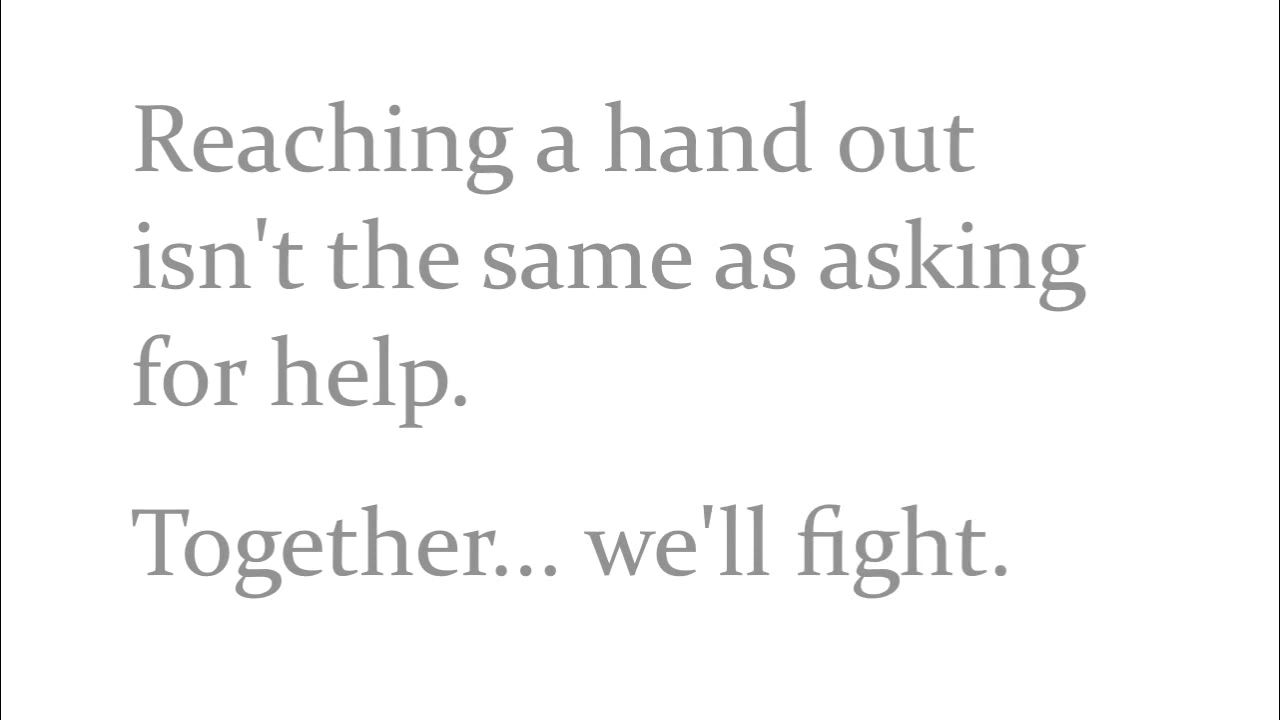 Reaching a hand out
isn't the same as asking
for help.
Together... we'll fight.